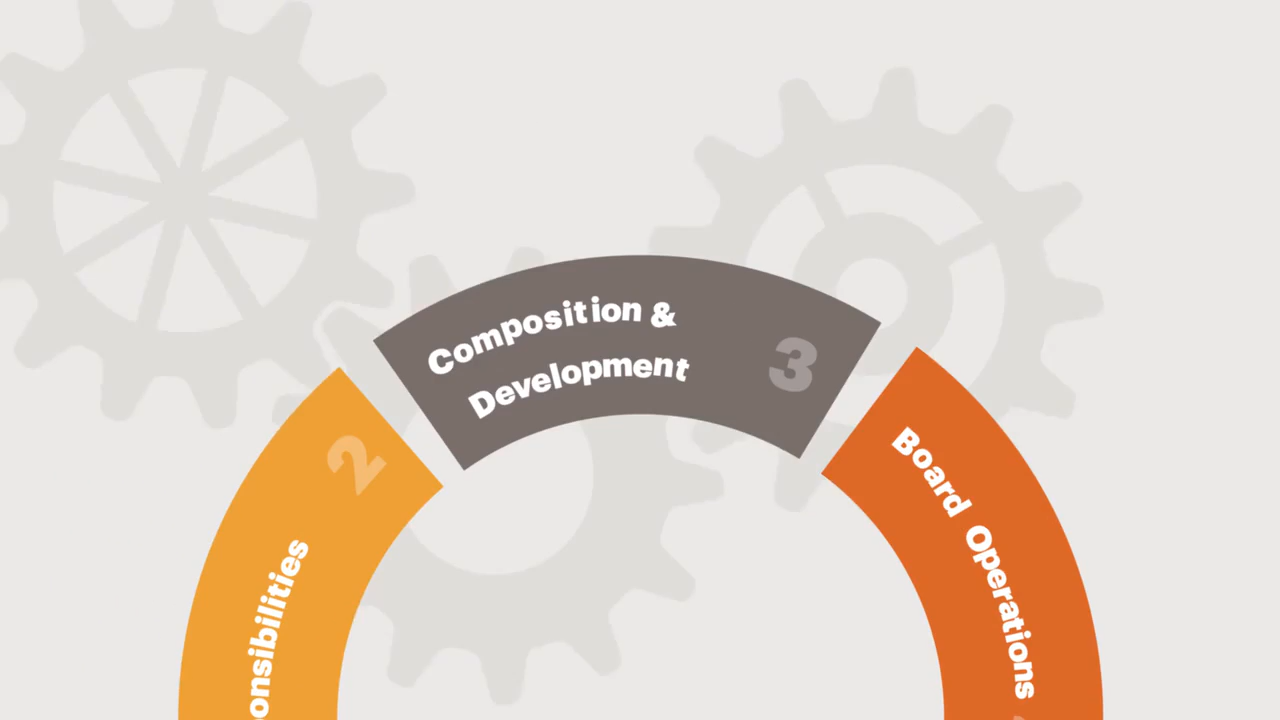 2
onsibilities
Composition &
Development
3
Board Operations